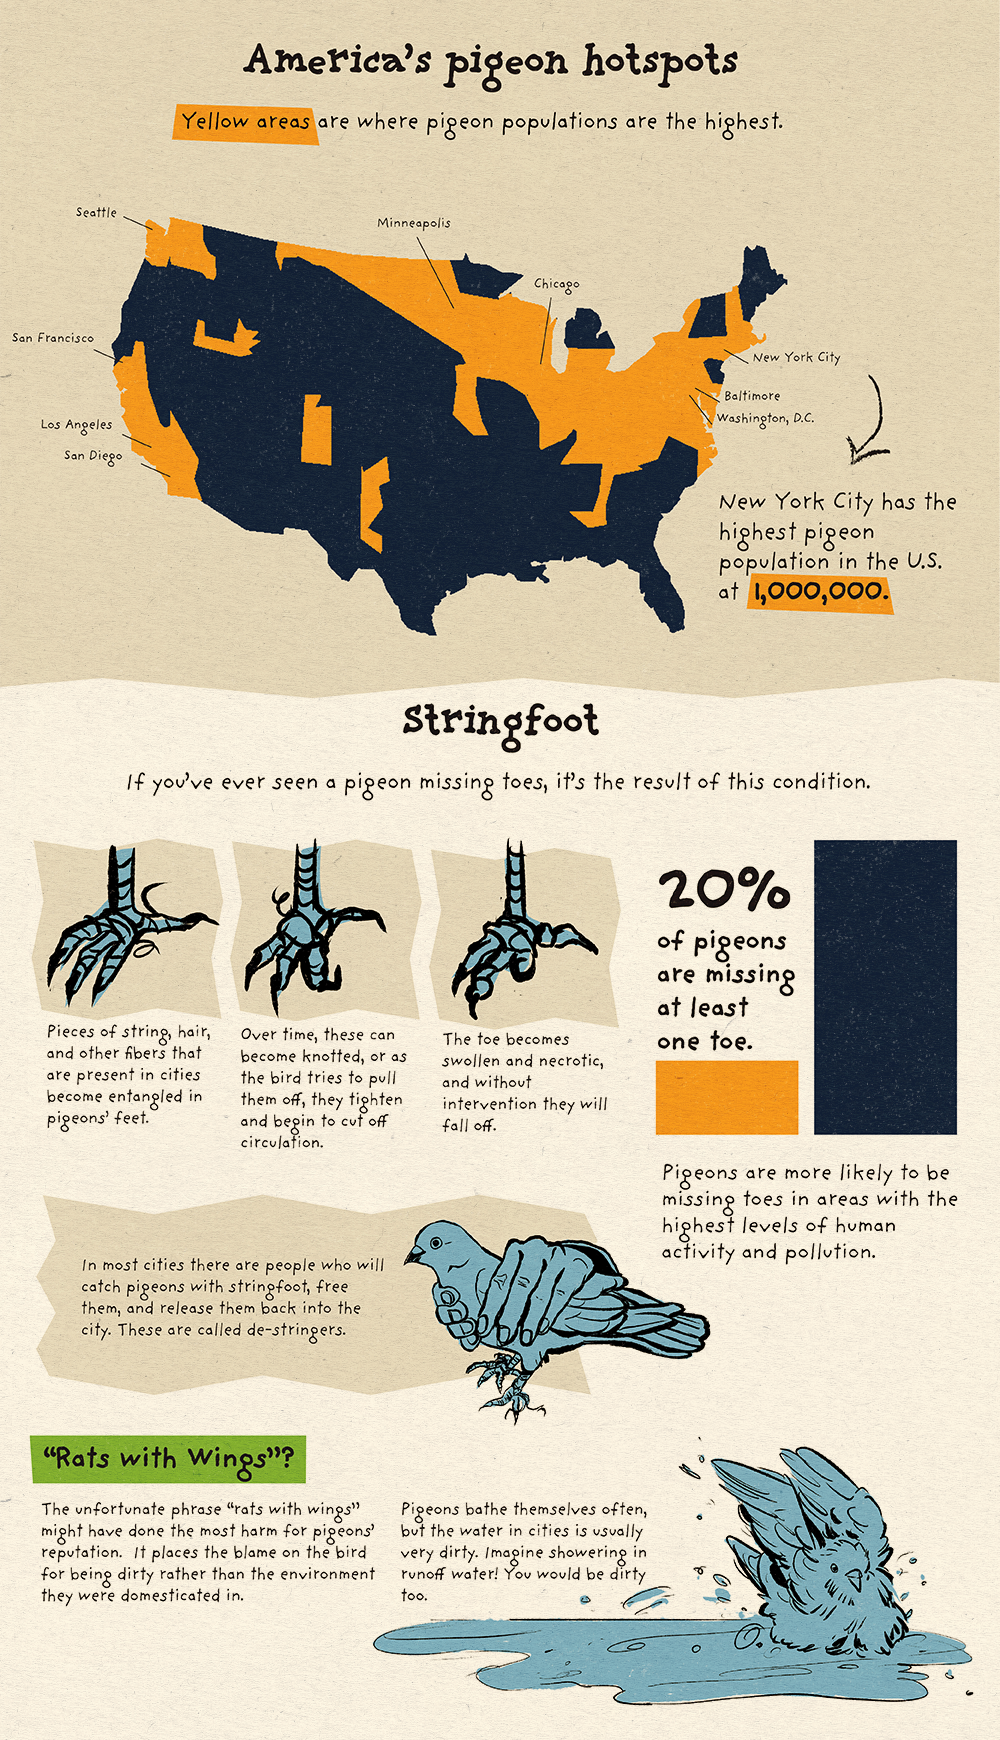 America's pigeon hotspots
Yellow areas are where pigeon populations are the highest.
Seattle
Minneapolis
Chicago
San Francisco
New York City
Baltimore
Washington, D.C.
Los Angeles
San Diego
New York City has the
highest pigeon
population in the U.S.
at 1,000,000.
Stringfoot
If you've ever seen a pigeon missing toes, it's the result of this condition.
Pieces of string, hair,
and other fibers that
are present in cities
become entangled in
pigeons' feet.
Over time, these can
become knotted, or as
the bird tries to pull
them off, they tighten
and begin to cut off
circulation.
The toe becomes
swollen and necrotic,
and without
intervention they will
fall off.
20%
of pigeons
are missing
at least
one toe.
Pigeons are more likely to be
missing toes in areas with the
highest levels of human
activity and pollution.
In most cities there are people who will
catch pigeons with stringfoot, free
them, and release them back into the
city. These are called de-stringers.
"Rats with Wings"?
The unfortunate phrase "rats with wings"
might have done the most harm for pigeons'
reputation. It places the blame on the bird
for being dirty rather than the environment
they were domesticated in.
Pigeons bathe themselves often,
but the water in cities is usually
very dirty. Imagine showering in
runoff water! You would be dirty
too.